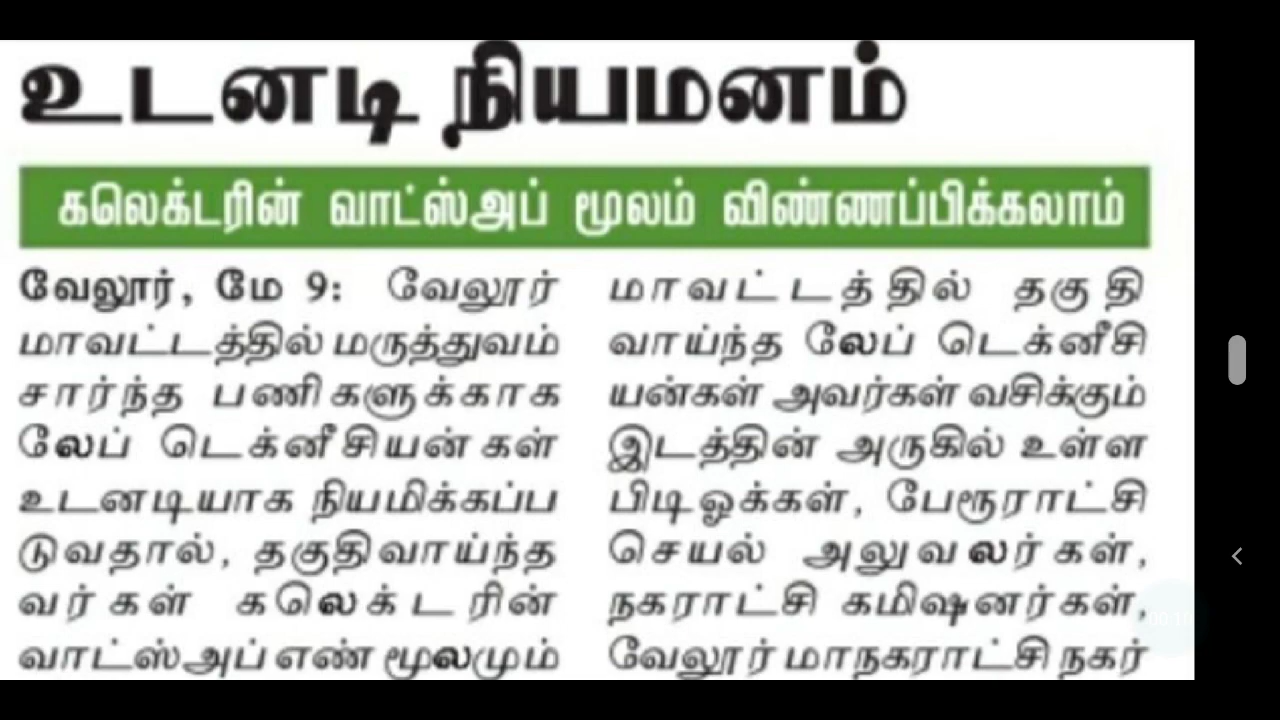 உடனடி நியமனம்
கலெக்டரின் வாட்ஸ்அப் மூலம் விண்ணப்பிக்கலாம்
வேலூர், மே 9: வேலூர்
மாவட்டத்தில் மருத்துவம்
சார்ந்த பணிகளுக்காக
லேப் டெக்னீசியன்கள்
உடனடியாக நியமிக்கப்ப
டுவதால், தகுதிவாய்ந்த
வர்கள் கலெக்டரின்
வாட்ஸ்அப் எண் மூலமும்
மாவட்டத்தில் தகுதி
வாய்ந்த லேப் டெக்னீசி
யன்கள் அவர்கள் வசிக்கும்
இடத்தின் அருகில் உள்ள
பிடிஓக்கள், பேரூராட்சி
செயல் அலுவலர்கள்,
நகராட்சி கமிஷனர்கள்,
வேலூர் மாநகராட்சி நகர்